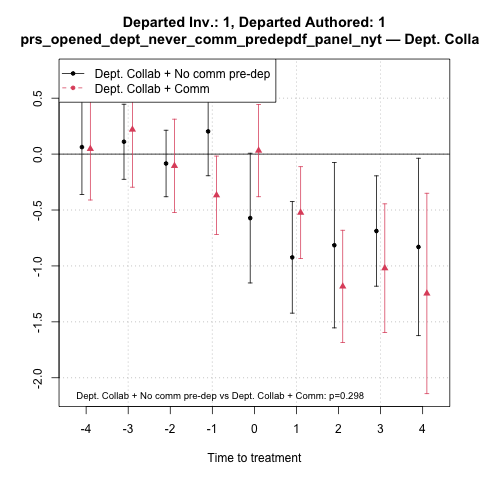 Departed Inv.: 1, Departed Authored: 1
prs_opened_dept_never_comm_predepdf_panel_nyt — Dept. Colla
Dept. Collab + No comm pre-dep
Dept. Collab + Comm
0.5
0.0
-0.5
-1.0
-1.5
-2.0
Dept. Collab + No comm pre-dep vs Dept. Collab + Comm: p=0.298
-4 -3 -2 -1 0 1 2 3 4
Time to treatment